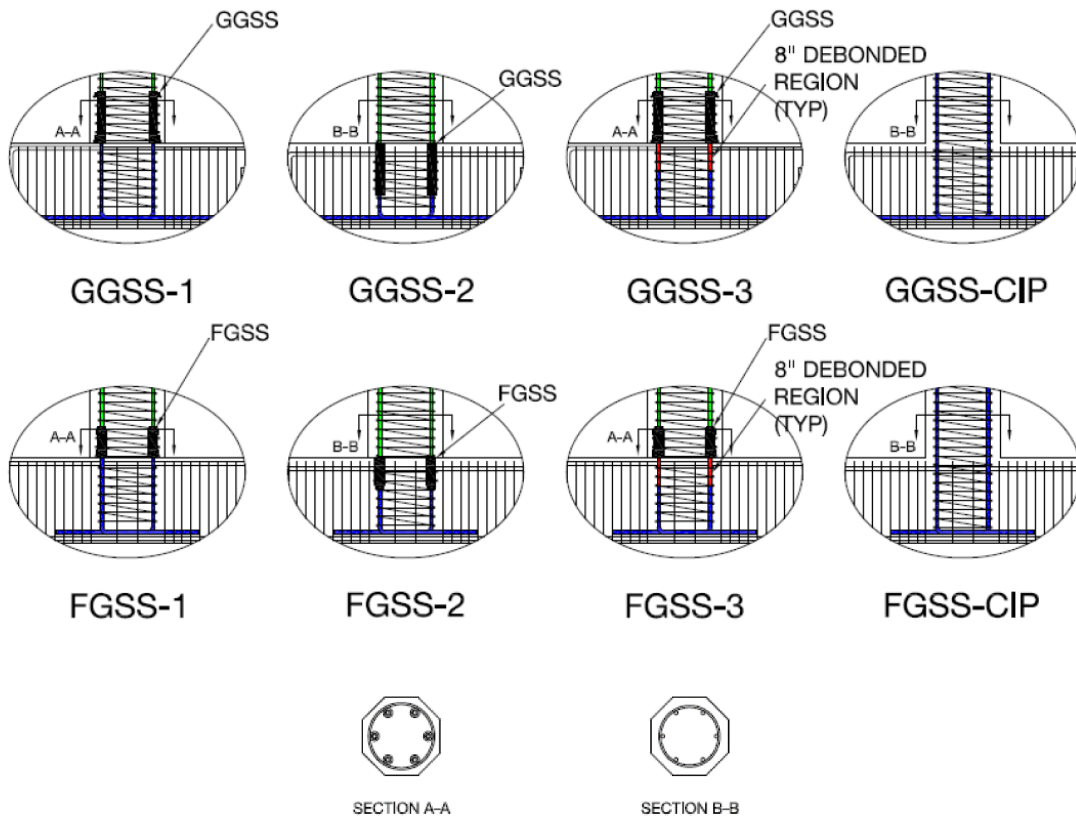 GGSS
GGSS
GGSS
8" DEBONDED
REGION
(TYP)
A-A
B-B
A-A
B-B
GGSS-1
GGSS-2
GGSS-3
GGSS-CIP
FGSS
FGSS
FGSS
8" DEBONDED
REGION
(TYP)
A-A
B-B
A-A
B-B
FGSS-1
FGSS-2
FGSS-3
FGSS-CIP
SECTION A-A
SECTION B-B